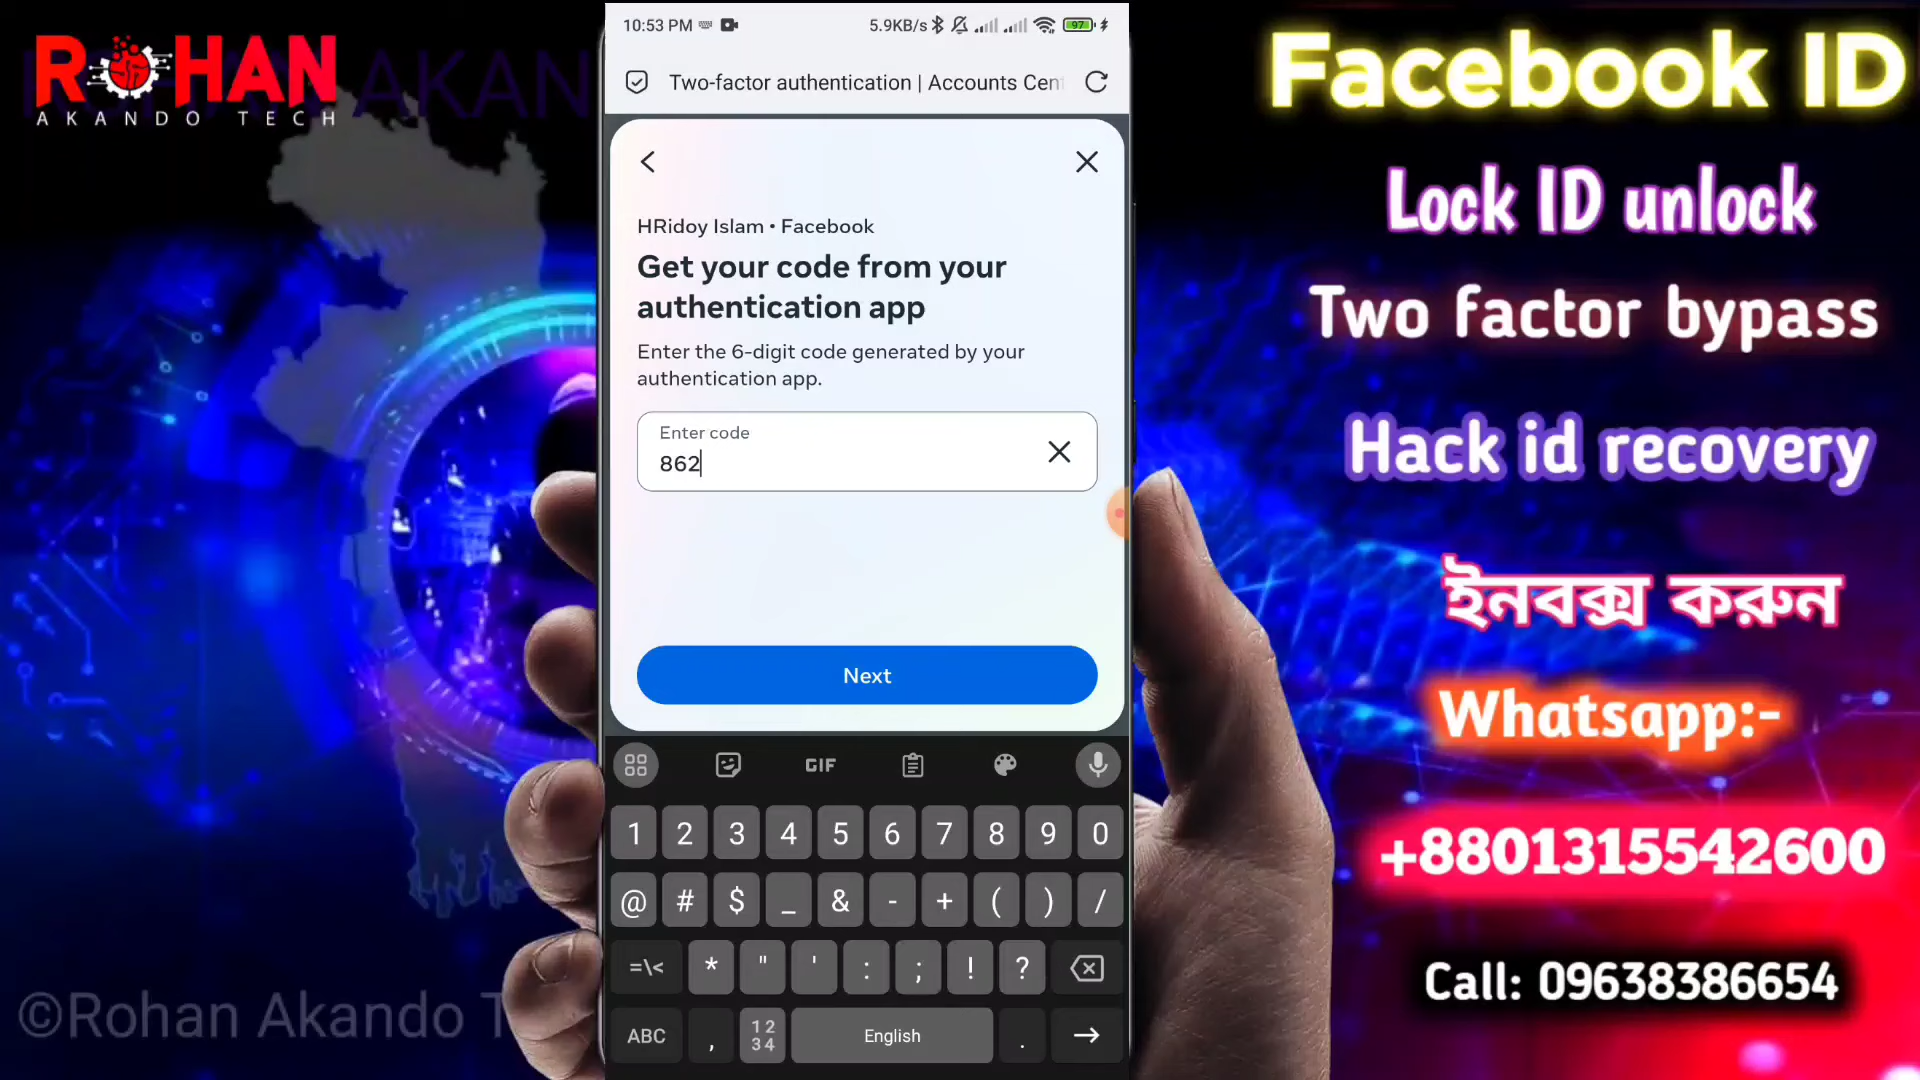 ROHAN
AKANDO TECH
©Rohan Akando T
10:53 PM
5.9KB/s
97
Two-factor authentication | Accounts Cen
HRidoy Islam • Facebook
Get your code from your
authentication app
Enter the 6-digit code generated by your
authentication app.
Enter code
862
Next
GIF
1 2 3 4 5 6 7 8 9 0
@ # $ _ & - + ( ) /
=\< * " ' : ; ! ?
ABC , 12 34 English .
Facebook ID
Lock ID unlock
Two factor bypass
Hack id recovery
ইনবক্স করুন
Whatsapp:-
+8801315542600
Call: 09638386654